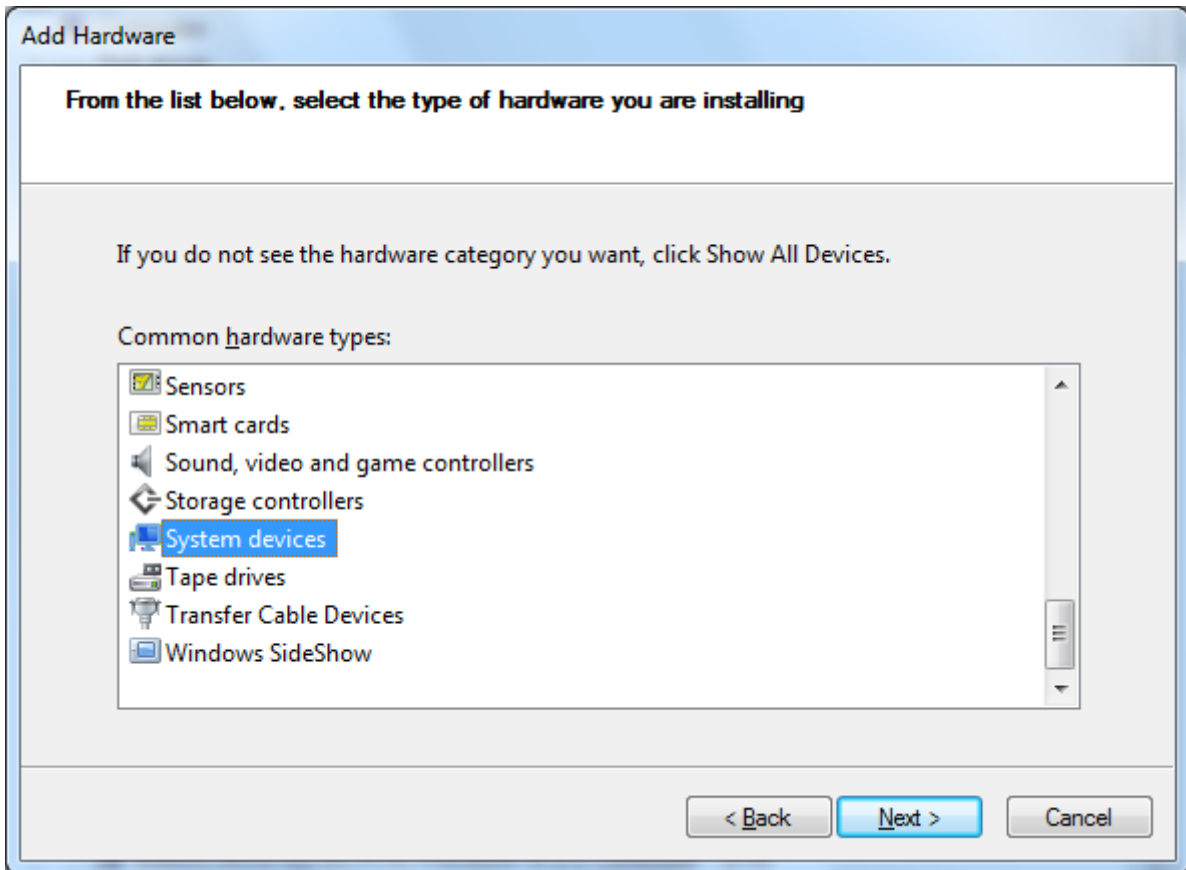 Add Hardware
From the list below, select the type of hardware you are installing
If you do not see the hardware category you want, click Show All Devices.
Common hardware types:
Sensors
Smart cards
Sound, video and game controllers
Storage controllers
System devices
Tape drives
Transfer Cable Devices
Windows SideShow
< Back Next > Cancel